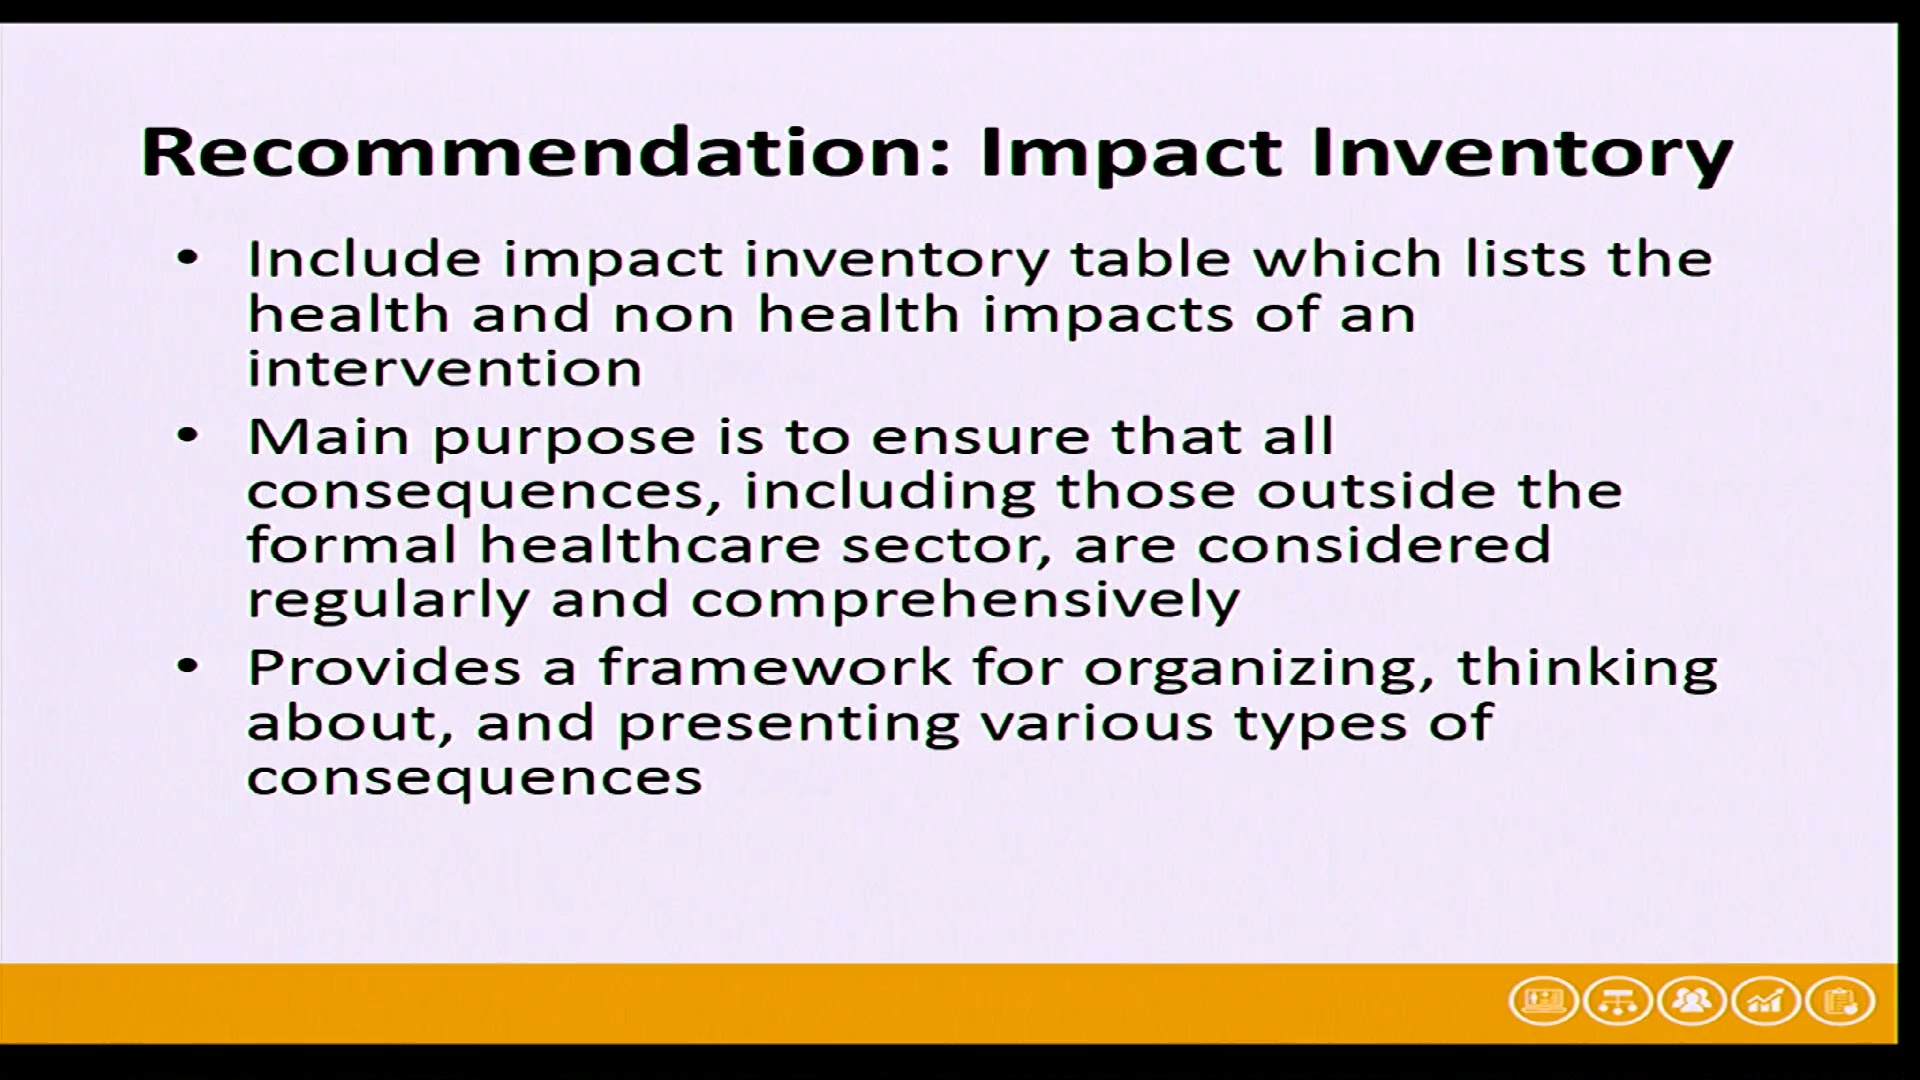 Recommendation: Impact Inventory
• Include impact inventory table which lists the
health and non health impacts of an
intervention
• Main purpose is to ensure that all
consequences, including those outside the
formal healthcare sector, are considered
regularly and comprehensively
• Provides a framework for organizing, thinking
about, and presenting various types of
consequences